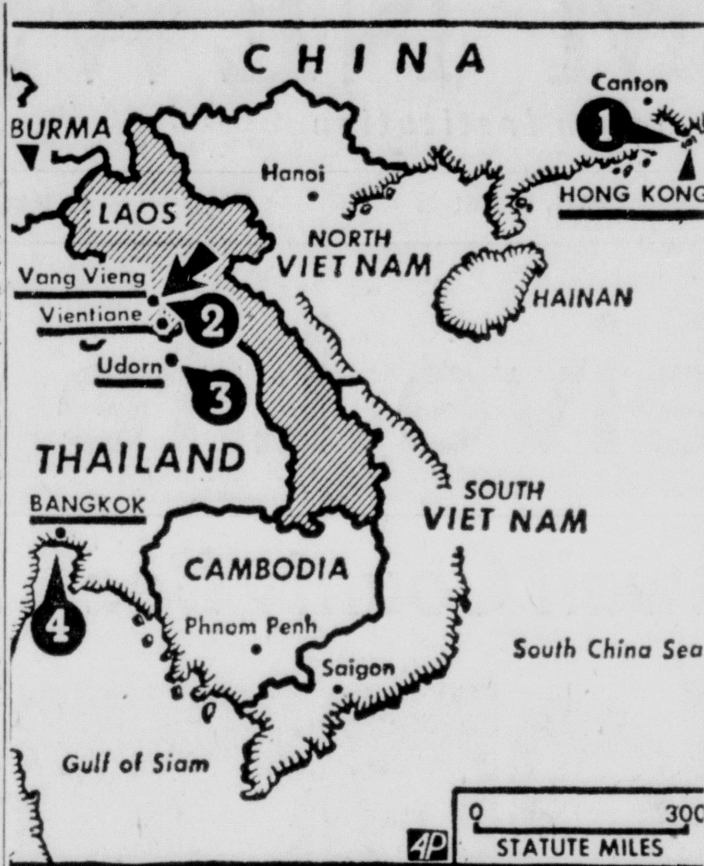 CHINA
Canton
1
BURMA
Hanoi
HONG KONG
LAOS
NORTH
VIET NAM
Vang Vieng
HAINAN
2
Vientiane
Udorn
3
THAILAND
SOUTH
VIET NAM
BANGKOK
CAMBODIA
4
Phnom Penh
South China Sea
Saigon
Gulf of Siam
0 300
AP
STATUTE MILES